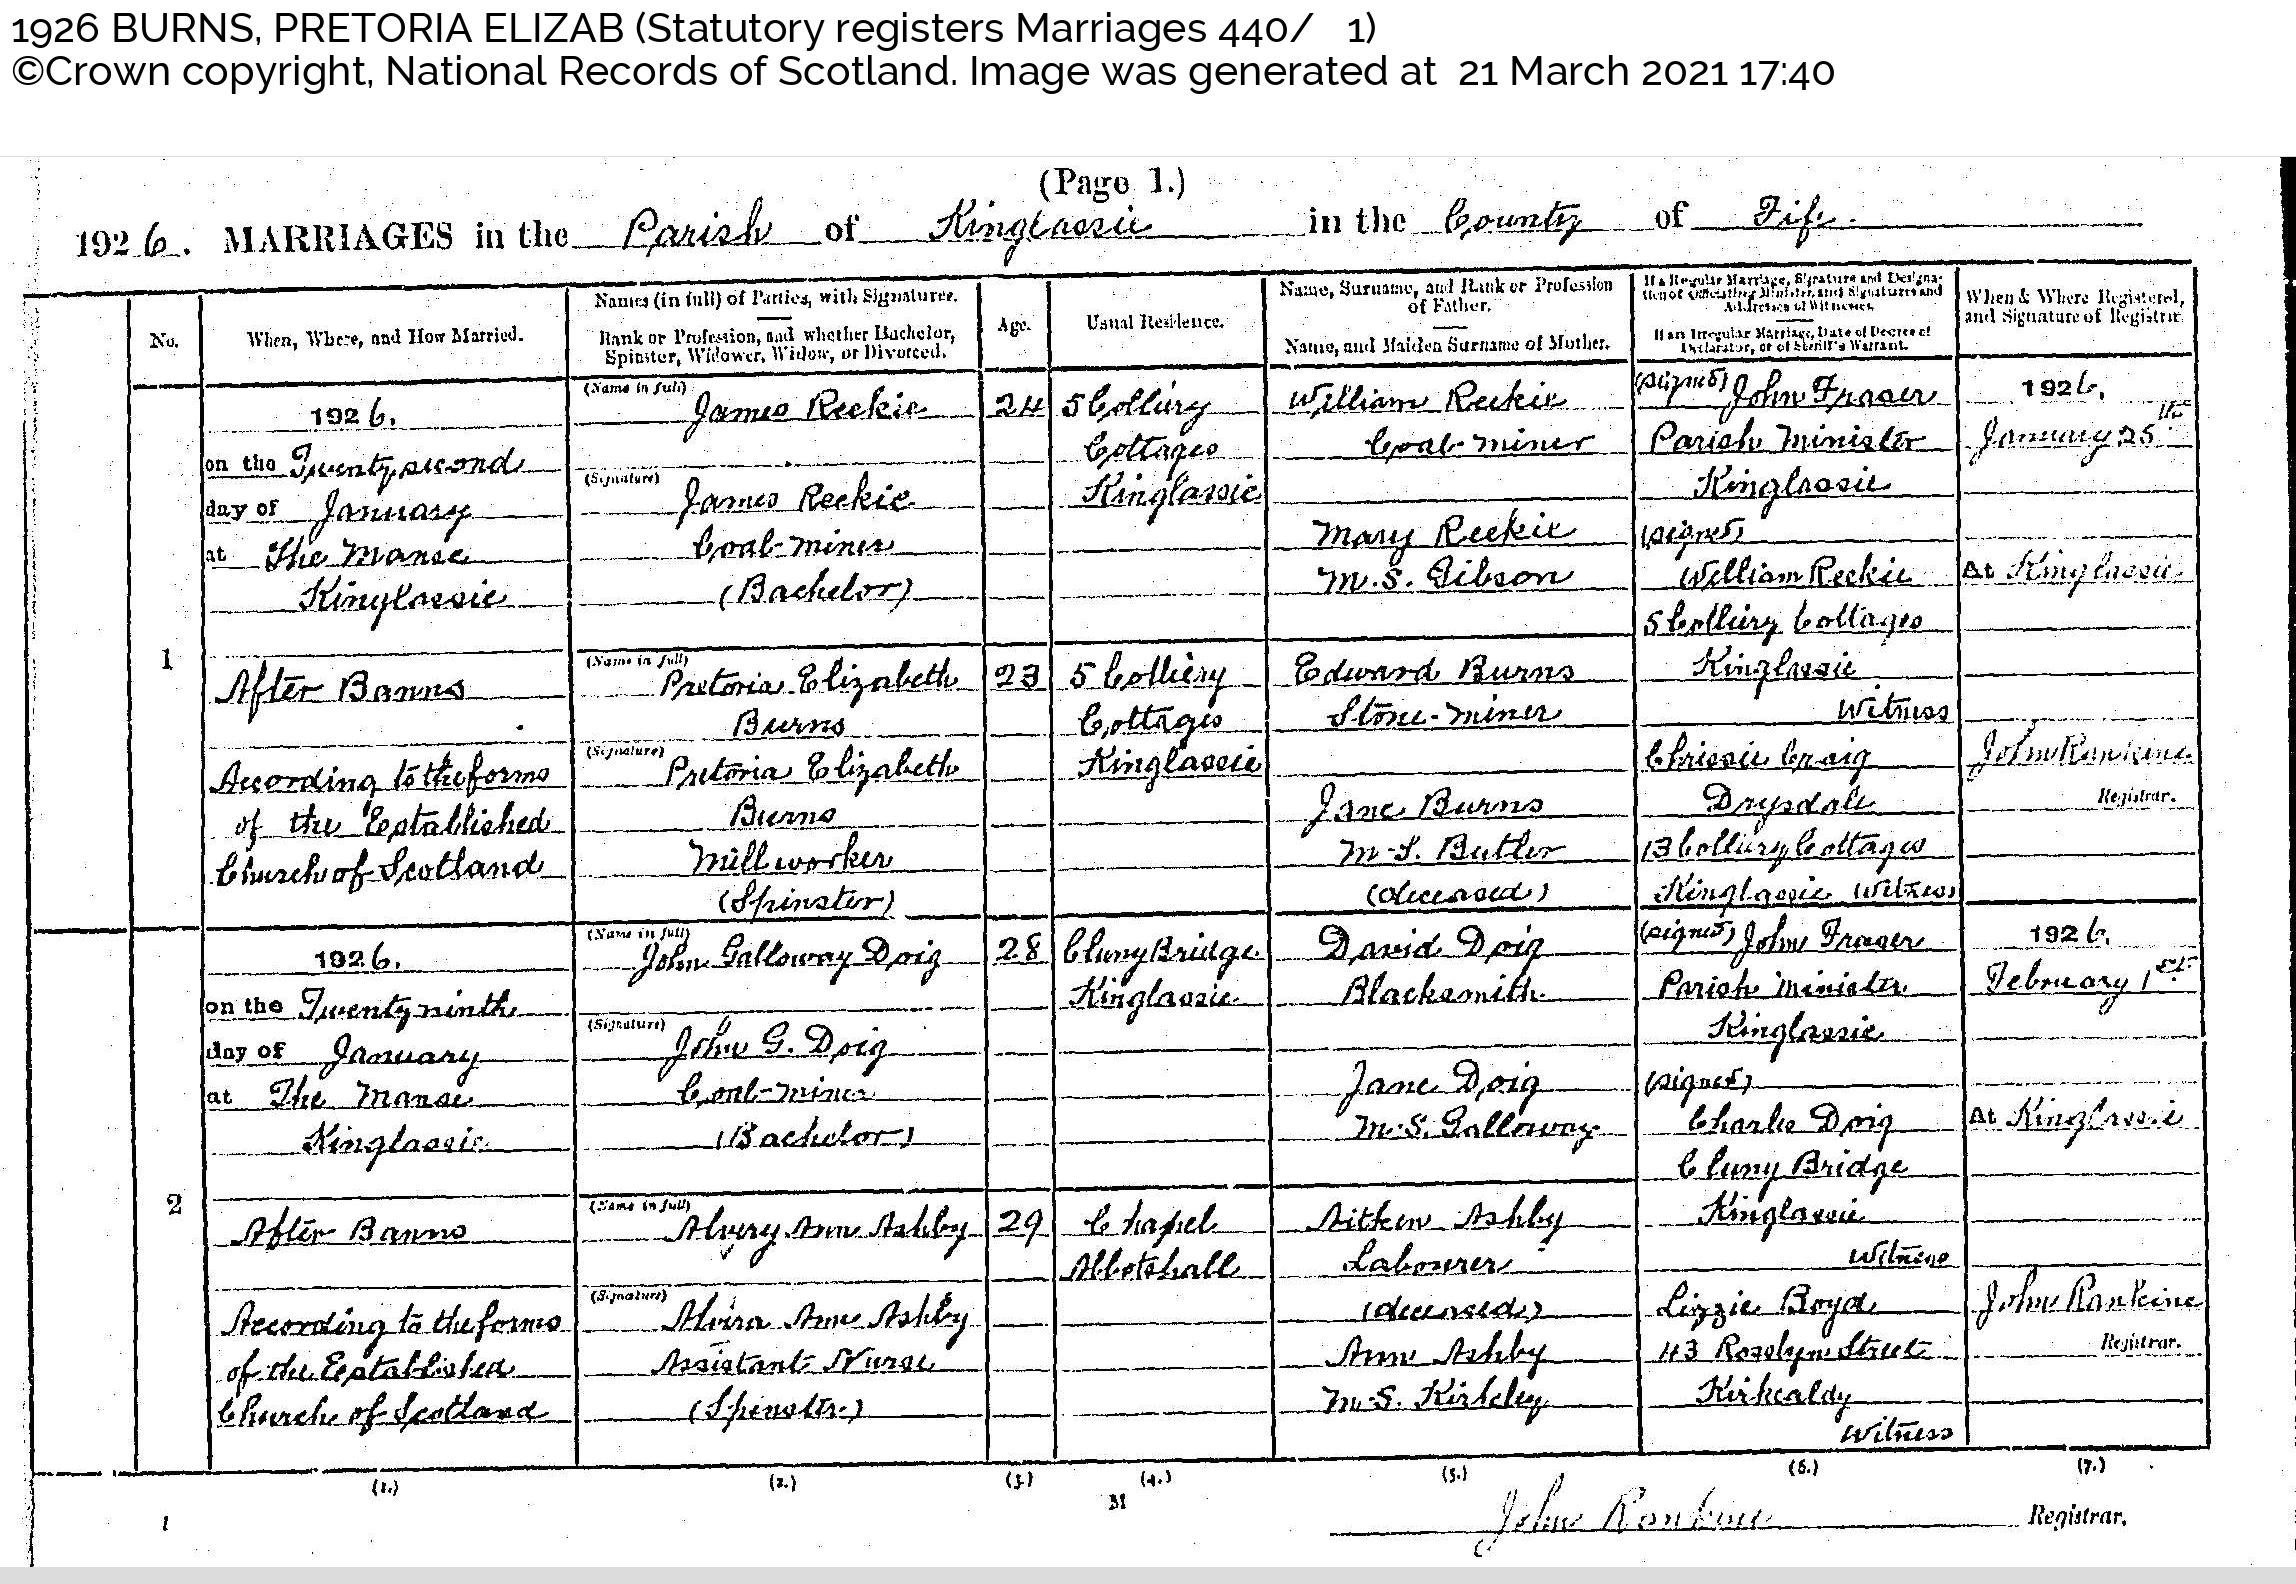 1926 BURNS, PRETORIA ELIZAB (Statutory registers Marriages 440/ 1)
©Crown copyright, National Records of Scotland. Image was generated at 21 March 2021 17:40
(Page 1.)
1926. MARRIAGES in the Parish of Kinglassie in the County of Fife.
No.
When, Where, and How Married.
Names (in full) of Parties, with Signatures.
Rank or Profession, and whether Bachelor,
Spinster, Widower, Widow, or Divorced.
Age.
Usual Residence.
Name, Surname, and Rank or Profession
of Father.
Name, and Maiden Surname of Mother.
If a Regular Marriage, Signature and Designa-
tion of Officiating Minister, and Signatures and
Addresses of Witnesses.
If an Irregular Marriage, Date of Decree of
Declarator, or of Sheriff's Warrant.
When & Where Registered,
and Signature of Registrar.
1
1926.
on the Twenty second
day of January
at The Manse
Kinglassie
After Banns
According to the forms
of the Established
Church of Scotland
(Name in full)
James Reekie
(Signature)
James Reekie
Coal-miner
(Bachelor)
24
5 Colliery
Cottages
Kinglassie
William Reekie
Coal-miner
Mary Reekie
M.S. Gibson
(Name in full)
Pretoria Elizabeth
Burns
(Signature)
Pretoria Elizabeth
Burns
Millworker
(Spinster)
23
5 Colliery
Cottages
Kinglassie
Edward Burns
Stone-miner
Jane Burns
M.S. Butler
(deceased)
(signed) John Fraser
Parish Minister
Kinglassie
(signed)
William Reekie
5 Colliery Cottages
Kinglassie
Witness
Chrissie Craig
Drysdale
13 Colliery Cottages
Kinglassie Witness
1926.
January 25th
At Kinglassie
John Rankine
Registrar.
2
1926.
on the Twenty ninth
day of January
at The Manse
Kinglassie
After Banns
According to the forms
of the Established
Church of Scotland
(Name in full)
John Galloway Doig
(Signature)
John G. Doig
Coal-miner
(Bachelor)
28
Cluny Bridge
Kinglassie
David Doig
Blacksmith
Jane Doig
M.S. Galloway
(Name in full)
Alvery Ann Ashby
(Signature)
Alvira Ann Ashby
Assistant Nurse
(Spinster)
29
Chapel
Abbotshall
Aitken Ashby
Labourer
(deceased)
Ann Ashby
M.S. Kirkley
(signed) John Fraser
Parish Minister
Kinglassie
(signed)
Charles Doig
Cluny Bridge
Kinglassie
Witness
Lizzie Boyd
43 Rosslyn Street
Kirkcaldy
Witness
1926.
February 1st
At Kinglassie
John Rankine
Registrar.
(1.) (2.) (3.) (4.) (5.) (6.) (7.)
1
M
John Rankine Registrar.